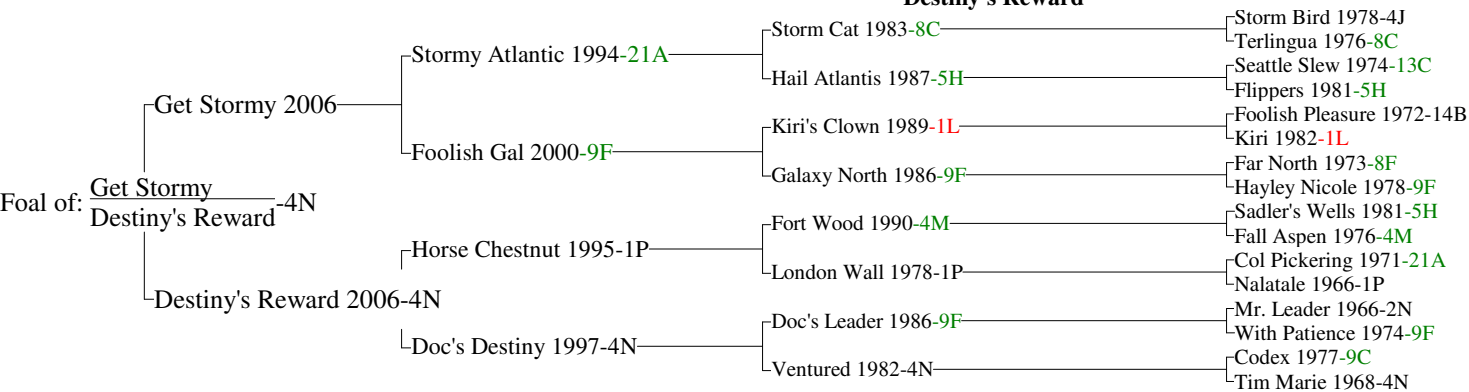 Destiny's Reward
Storm Bird 1978-4J
Storm Cat 1983-8C
Terlingua 1976-8C
Stormy Atlantic 1994-21A
Seattle Slew 1974-13C
Hail Atlantis 1987-5H
Flippers 1981-5H
Get Stormy 2006
Foolish Pleasure 1972-14B
Kiri's Clown 1989-1L
Kiri 1982-1L
Foolish Gal 2000-9F
Far North 1973-8F
Galaxy North 1986-9F
Hayley Nicole 1978-9F
Foal of: Get Stormy
Destiny's Reward -4N
Sadler's Wells 1981-5H
Fort Wood 1990-4M
Fall Aspen 1976-4M
Horse Chestnut 1995-1P
Col Pickering 1971-21A
London Wall 1978-1P
Nalatale 1966-1P
Destiny's Reward 2006-4N
Mr. Leader 1966-2N
Doc's Leader 1986-9F
With Patience 1974-9F
Doc's Destiny 1997-4N
Codex 1977-9C
Ventured 1982-4N
Tim Marie 1968-4N